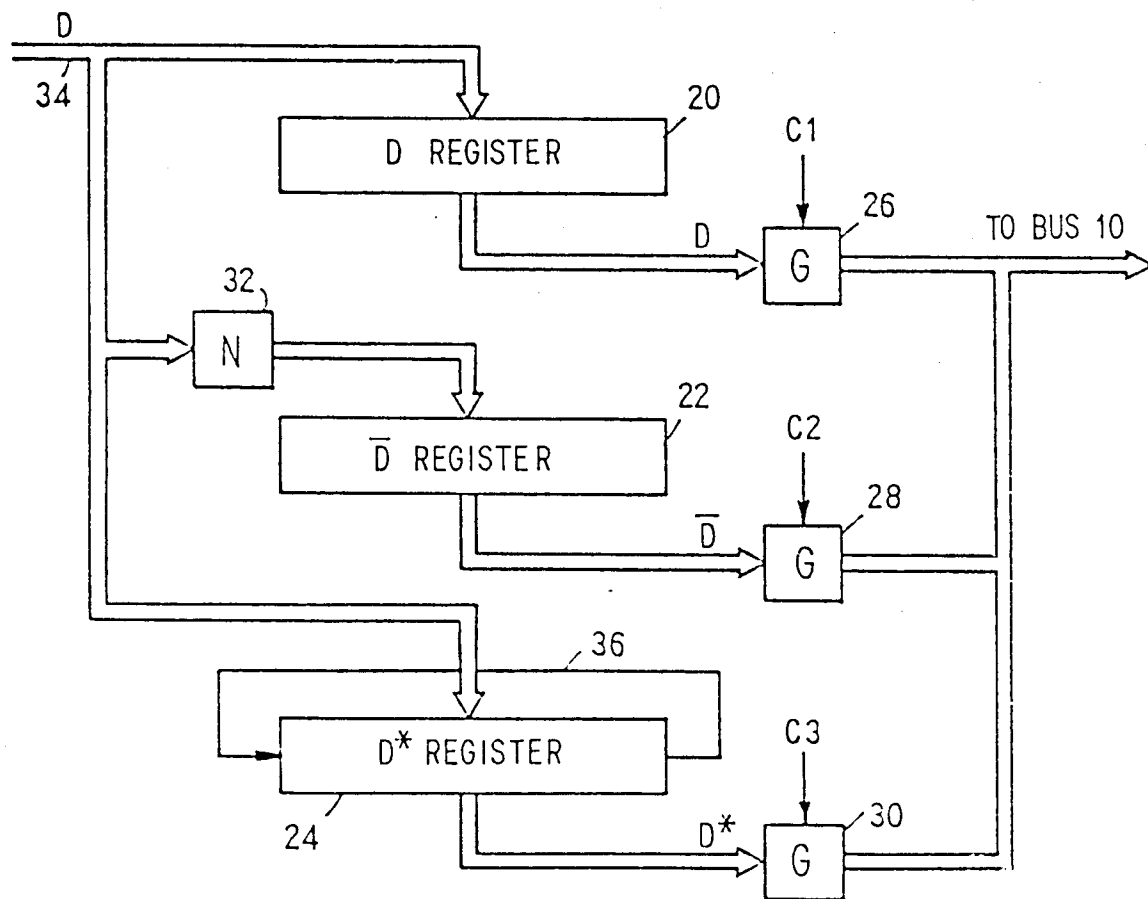 D
34
20
D REGISTER
C1
26
D
G
TO BUS 10
32
N
22
D̅ REGISTER
C2
28
D̅
G
36
D* REGISTER
24
C3
30
D*
G